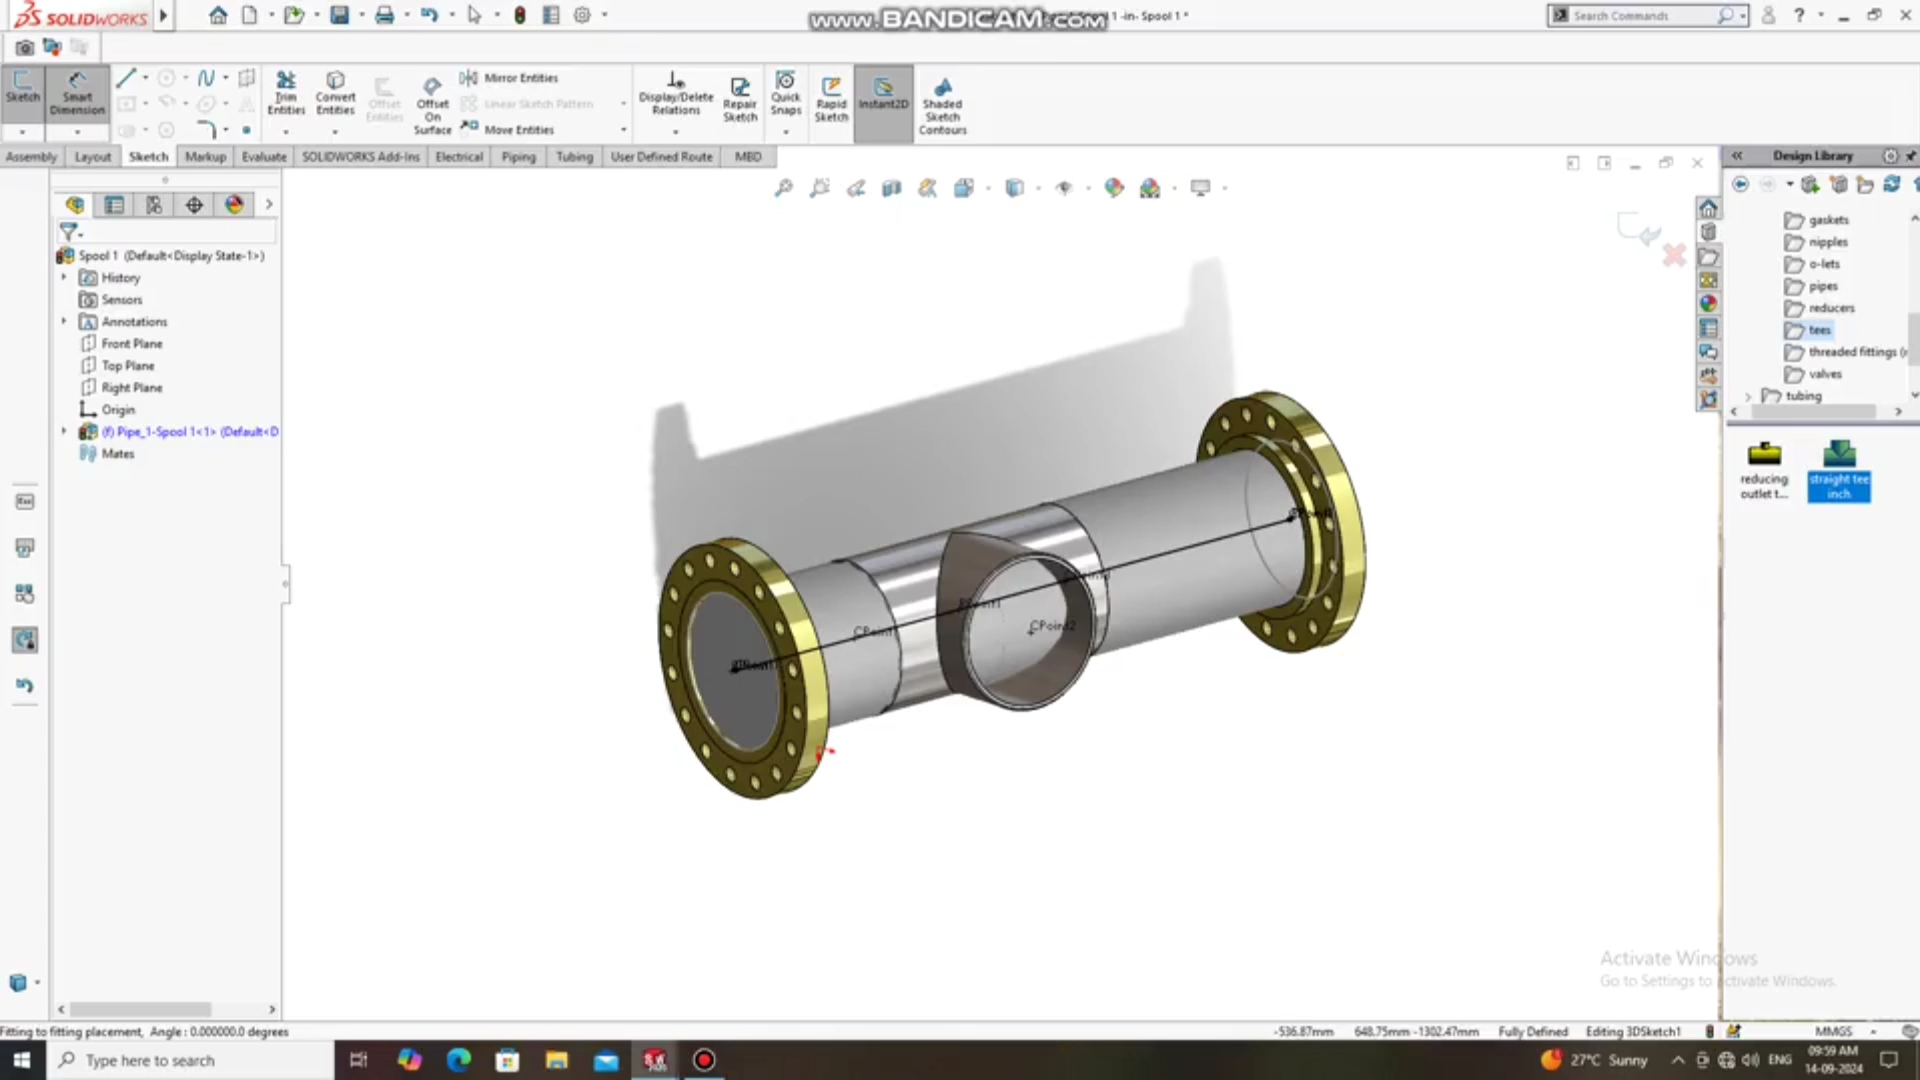 SOLIDWORKS
www.BANDICAM.com
1 -in- Spool 1 *
Search Commands
Sketch
Smart Dimension
Trim Entities
Convert Entities
Offset Entities
Offset On Surface
Mirror Entities
Linear Sketch Pattern
Move Entities
Display/Delete Relations
Repair Sketch
Quick Snaps
Rapid Sketch
Instant2D
Shaded Sketch Contours
Assembly
Layout
Sketch
Markup
Evaluate
SOLIDWORKS Add-Ins
Electrical
Piping
Tubing
User Defined Route
MBD
Design Library
Spool 1 (Default<Display State-1>)
History
Sensors
Annotations
Front Plane
Top Plane
Right Plane
Origin
(f) Pipe_1-Spool 1<1> (Default<D
Mates
gaskets
nipples
o-lets
pipes
reducers
tees
threaded fittings (
valves
tubing
reducing outlet t...
straight tee inch
CPoint
CPoint2
Activate Windows
Go to Settings to activate Windows.
Fitting to fitting placement, Angle : 0.000000.0 degrees
-536.87mm
648.75mm -1302.47mm
Fully Defined
Editing 3DSketch1
MMGS
Type here to search
27°C Sunny
ENG
09:59 AM
14-09-2024